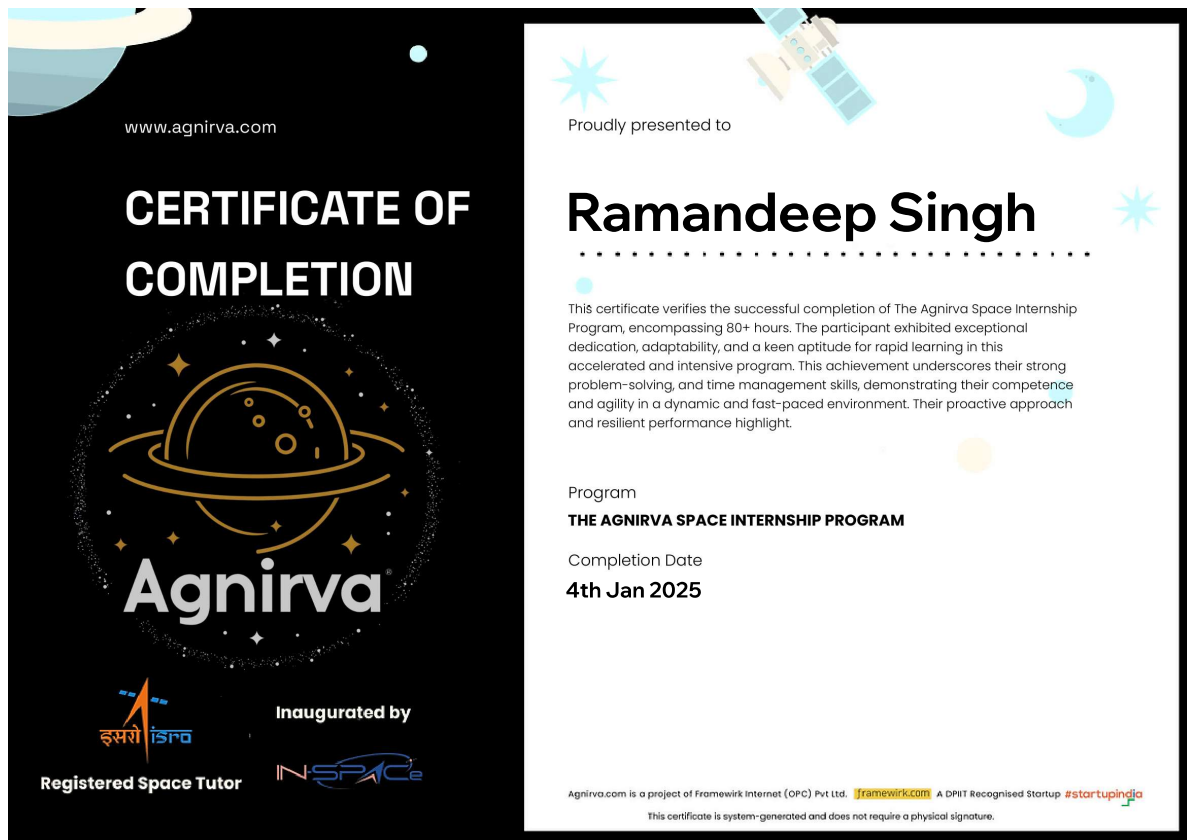 www.agnirva.com
CERTIFICATE OF
COMPLETION
Agnirva®
इसरो isro
Registered Space Tutor
Inaugurated by
IN-SPACe
Proudly presented to
Ramandeep Singh
This certificate verifies the successful completion of The Agnirva Space Internship
Program, encompassing 80+ hours. The participant exhibited exceptional
dedication, adaptability, and a keen aptitude for rapid learning in this
accelerated and intensive program. This achievement underscores their strong
problem-solving, and time management skills, demonstrating their competence
and agility in a dynamic and fast-paced environment. Their proactive approach
and resilient performance highlight.
Program
THE AGNIRVA SPACE INTERNSHIP PROGRAM
Completion Date
4th Jan 2025
Agnirva.com is a project of Framewirk Internet (OPC) Pvt Ltd. framewirk.com A DPIIT Recognised Startup #startupindia
This certificate is system-generated and does not require a physical signature.